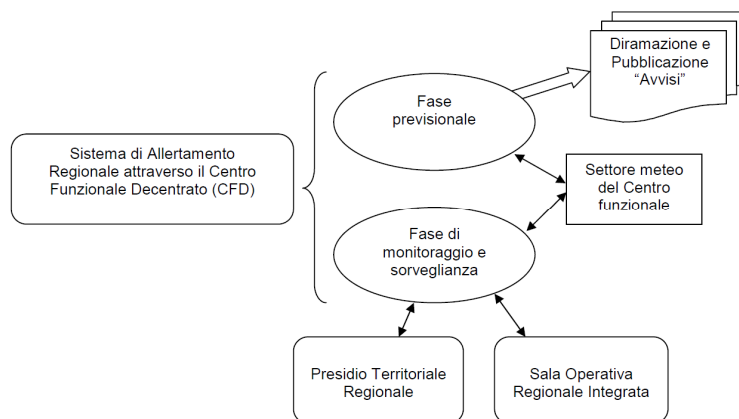 Diramazione e
Pubblicazione
“Avvisi”
Fase
previsionale
Sistema di Allertamento
Regionale attraverso il Centro
Funzionale Decentrato (CFD)
Settore meteo
del Centro
funzionale
Fase di
monitoraggio e
sorveglianza
Presidio Territoriale
Regionale
Sala Operativa
Regionale Integrata